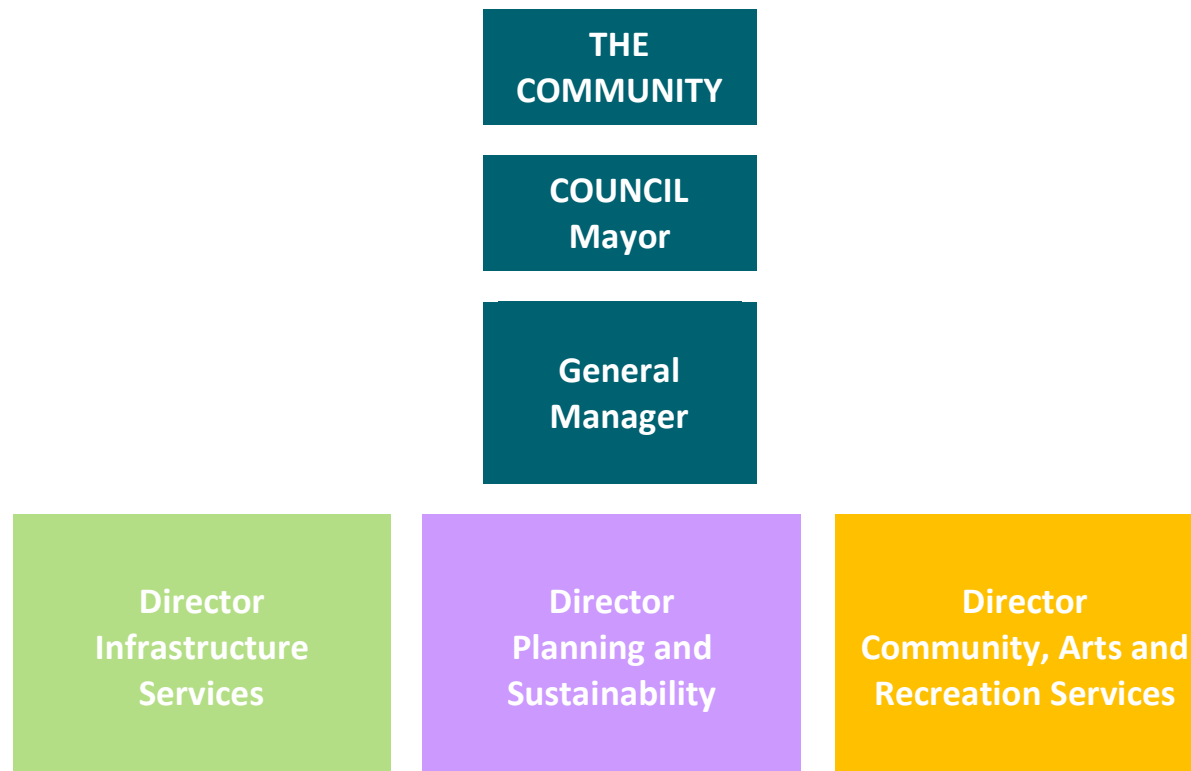 THE
COMMUNITY
COUNCIL
Mayor
General
Manager
Director
Infrastructure
Services
Director
Planning and
Sustainability
Director
Community, Arts and
Recreation Services